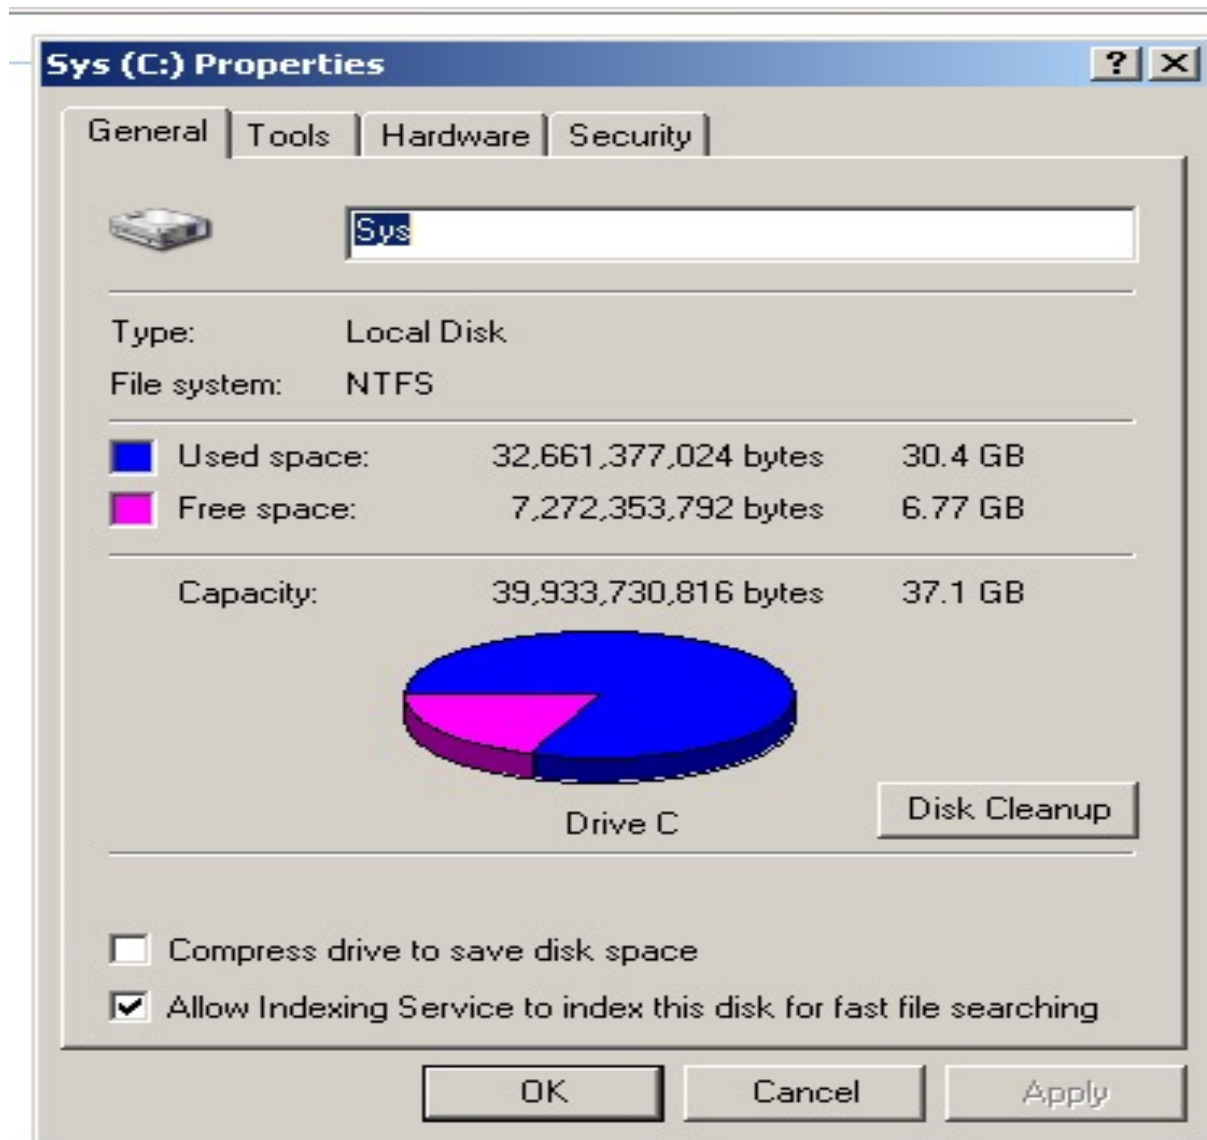 Sys (C:) Properties
General Tools Hardware Security
Sys
Type: Local Disk
File system: NTFS
Used space: 32,661,377,024 bytes 30.4 GB
Free space: 7,272,353,792 bytes 6.77 GB
Capacity: 39,933,730,816 bytes 37.1 GB
Drive C
Disk Cleanup
Compress drive to save disk space
Allow Indexing Service to index this disk for fast file searching
OK Cancel Apply